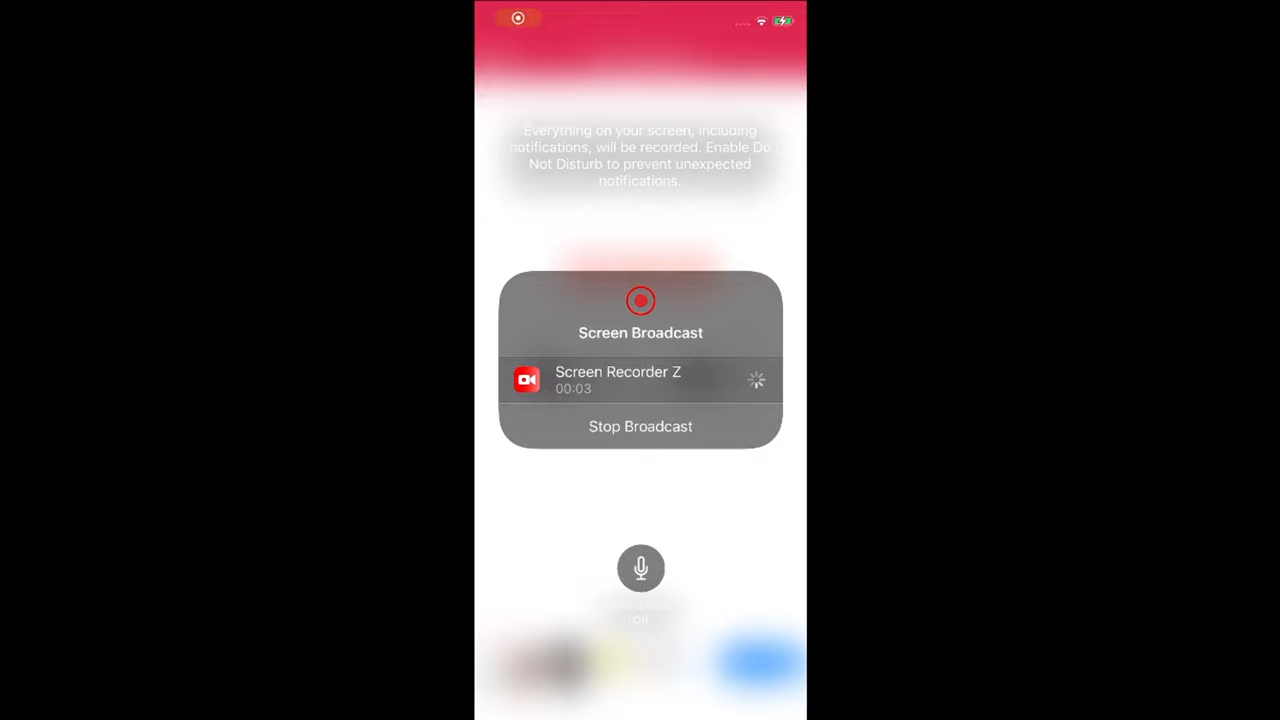 Everything on your screen, including
notifications, will be recorded. Enable Do
Not Disturb to prevent unexpected
notifications.
Screen Broadcast
Screen Recorder Z
00:03
Stop Broadcast
Off